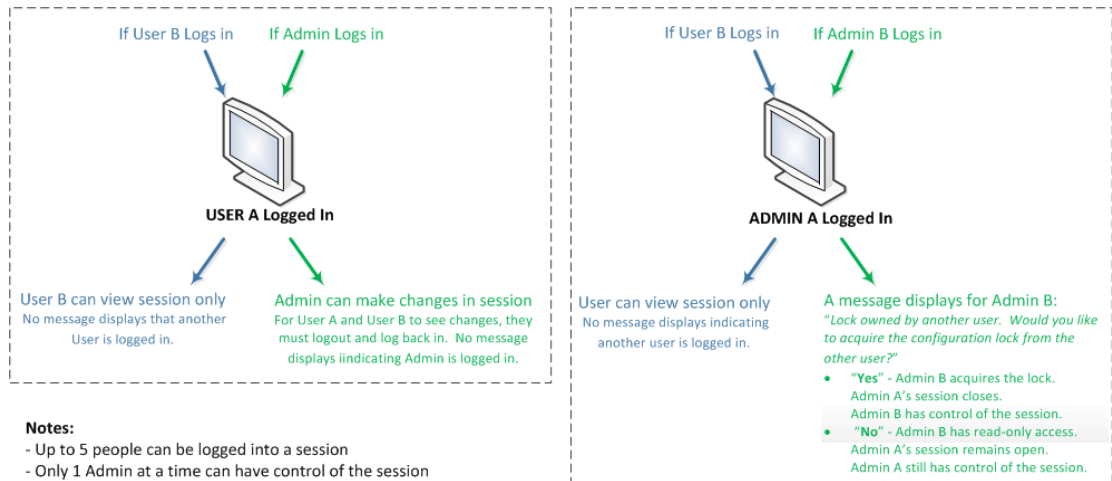 If User B Logs in
If Admin Logs in
USER A Logged In
User B can view session only
No message displays that another
User is logged in.
Admin can make changes in session
For User A and User B to see changes, they
must logout and log back in.  No message
displays iindicating Admin is logged in.
Notes:
- Up to 5 people can be logged into a session
- Only 1 Admin at a time can have control of the session
If User B Logs in
If Admin B Logs in
ADMIN A Logged In
User can view session only
No message displays indicating
another user is logged in.
A message displays for Admin B:
"Lock owned by another user.  Would you like
to acquire the configuration lock from the
other user?"
• "Yes" - Admin B acquires the lock.
Admin A's session closes.
Admin B has control of the session.
• "No" - Admin B has read-only access.
Admin A's session remains open.
Admin A still has control of the session.